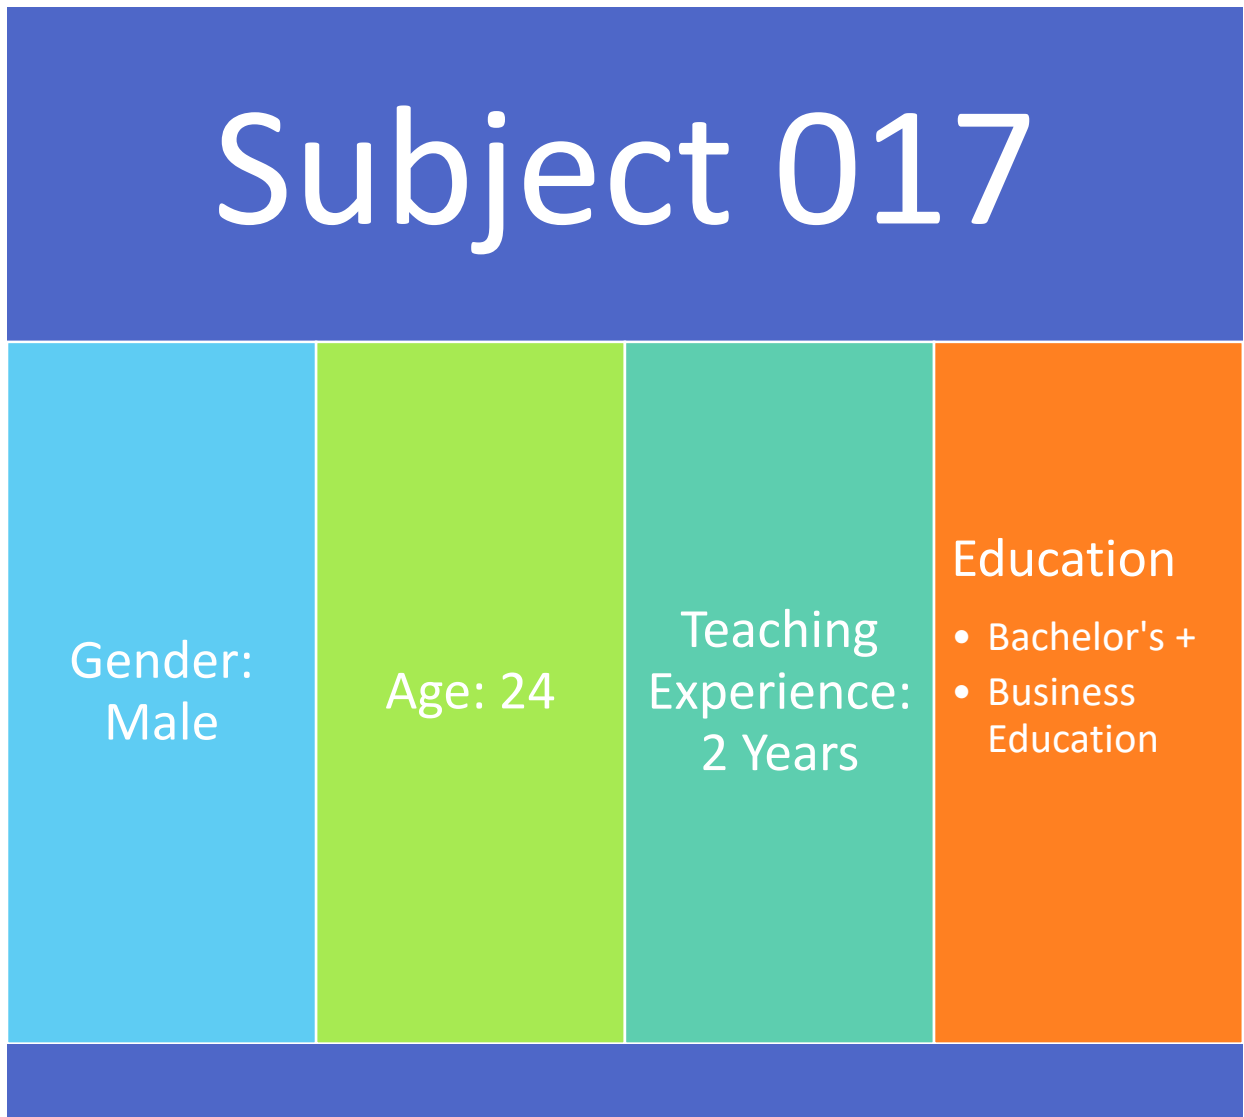 Subject 017
Gender:
Male
Age: 24
Teaching
Experience:
2 Years
Education
• Bachelor's +
• Business
Education